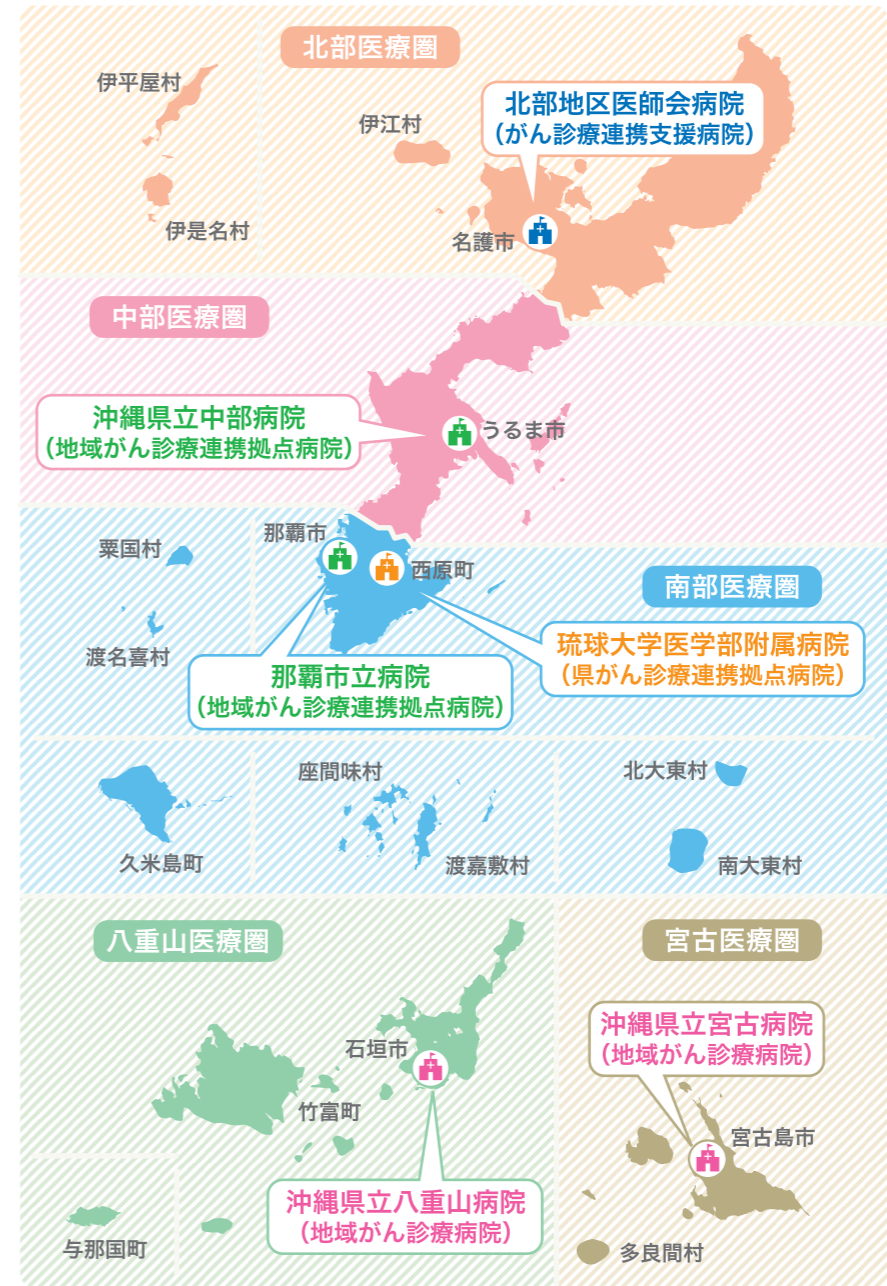 北部医療圏
伊平屋村
伊江村
北部地区医師会病院
(がん診療連携支援病院)
伊是名村
名護市
中部医療圏
沖縄県立中部病院
(地域がん診療連携拠点病院)
うるま市
那覇市
粟国村
西原町
南部医療圏
渡名喜村
琉球大学医学部附属病院
(県がん診療連携拠点病院)
那覇市立病院
(地域がん診療連携拠点病院)
座間味村
北大東村
久米島町
渡嘉敷村
南大東村
八重山医療圏
宮古医療圏
沖縄県立宮古病院
(地域がん診療病院)
石垣市
竹富町
宮古島市
沖縄県立八重山病院
(地域がん診療病院)
与那国町
多良間村